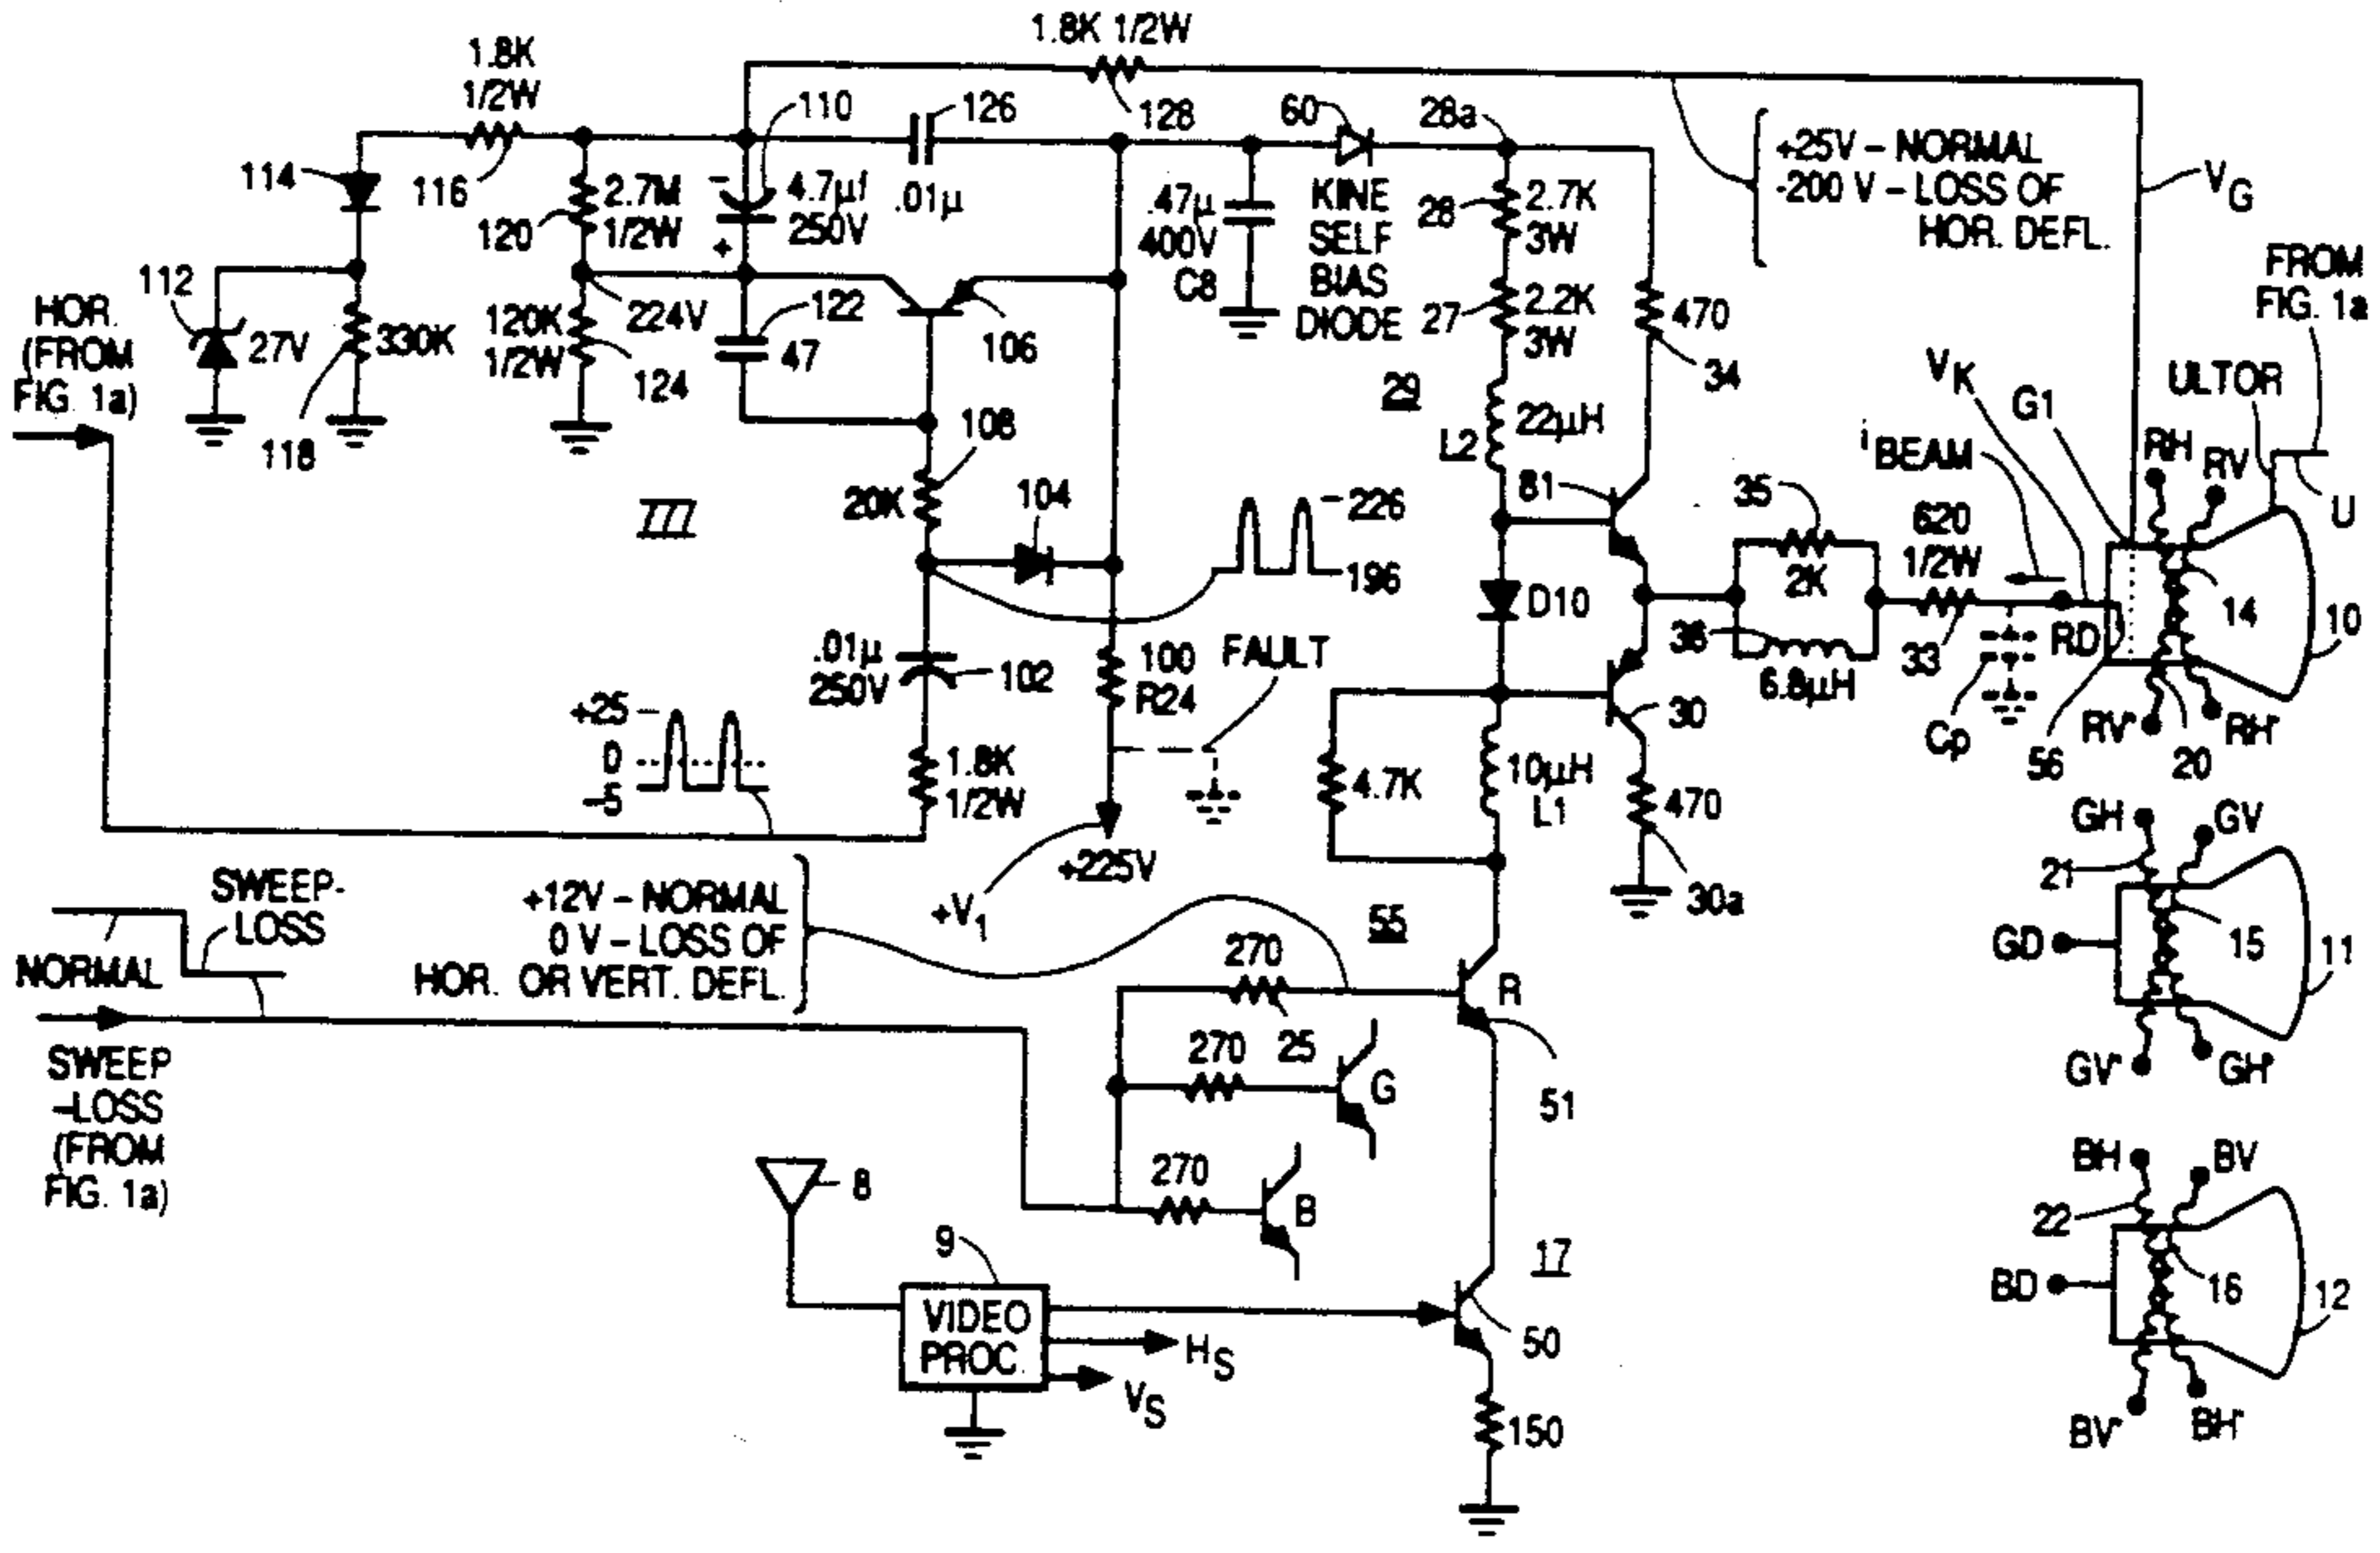 1.8K 1/2W
1.8K
1/2W
110
126
128
60
28a
+25V – NORMAL
-200 V – LOSS OF
HOR. DEFL.
VG
114
116
120
2.7M
1/2W
–
4.7µf
250V
+
.01µ
.47µ
400V
C8
KINE
SELF
BIAS
DIODE
28
2.7K
3W
27
2.2K
3W
470
34
FROM
FIG. 1a
ULTOR
U
112
HOR.
(FROM
FIG. 1a)
27V
330K
118
120K
1/2W
224V
124
122
47
106
29
22µH
L2
VK
G1
iBEAM
RH
RV
108
20K
104
226
196
81
35
2K
620
1/2W
777
D10
36
6.8µH
33
RD
14
10
.01µ
250V
102
100
R24
FAULT
30
Cp
56
RV'
20
RH'
+25
0
-5
1.8K
1/2W
4.7K
10µH
L1
470
30a
+V1
+225V
GH
GV
21
15
11
GD
GV'
GH'
SWEEP-
LOSS
NORMAL
+12V – NORMAL
0 V – LOSS OF
HOR. OR VERT. DEFL.
55
270
25
R
51
SWEEP
–LOSS
(FROM
FIG. 1a)
270
G
270
B
8
9
VIDEO
PROC.
HS
VS
17
50
150
BH
BV
22
16
12
BD
BV'
BH'